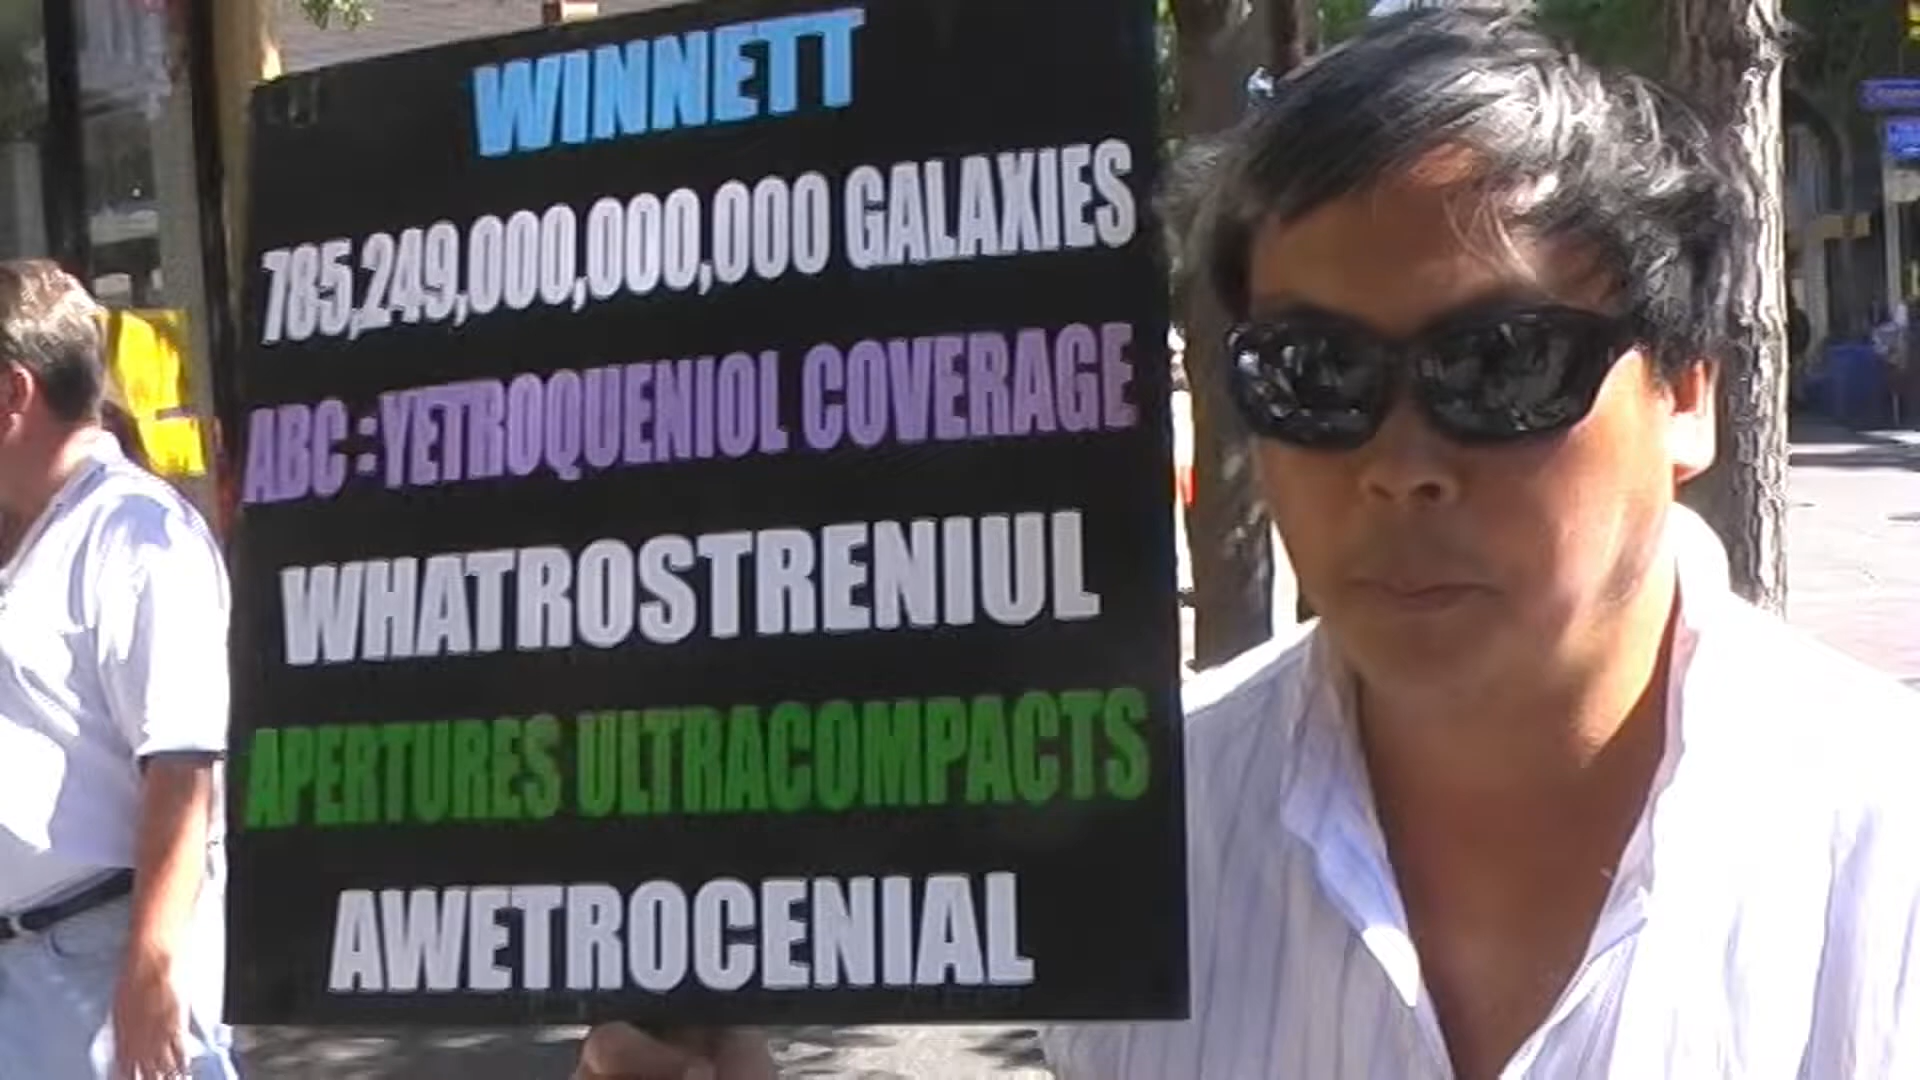 WINNETT
785,249,000,000,000 GALAXIES
ABC:YETROQUENIOL COVERAGE
WHATROSTRENIUL
APERTURES ULTRACOMPACTS
AWETROCENIAL